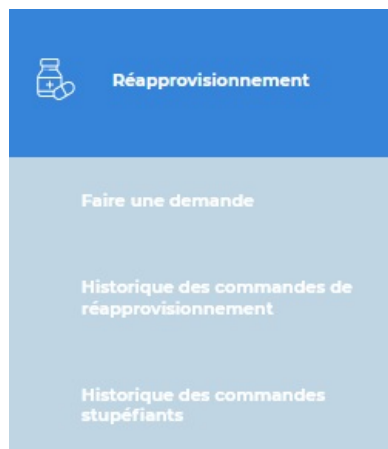 Réapprovisionnement
Faire une demande
Historique des commandes de
réapprovisionnement
Historique des commandes
stupéfiants